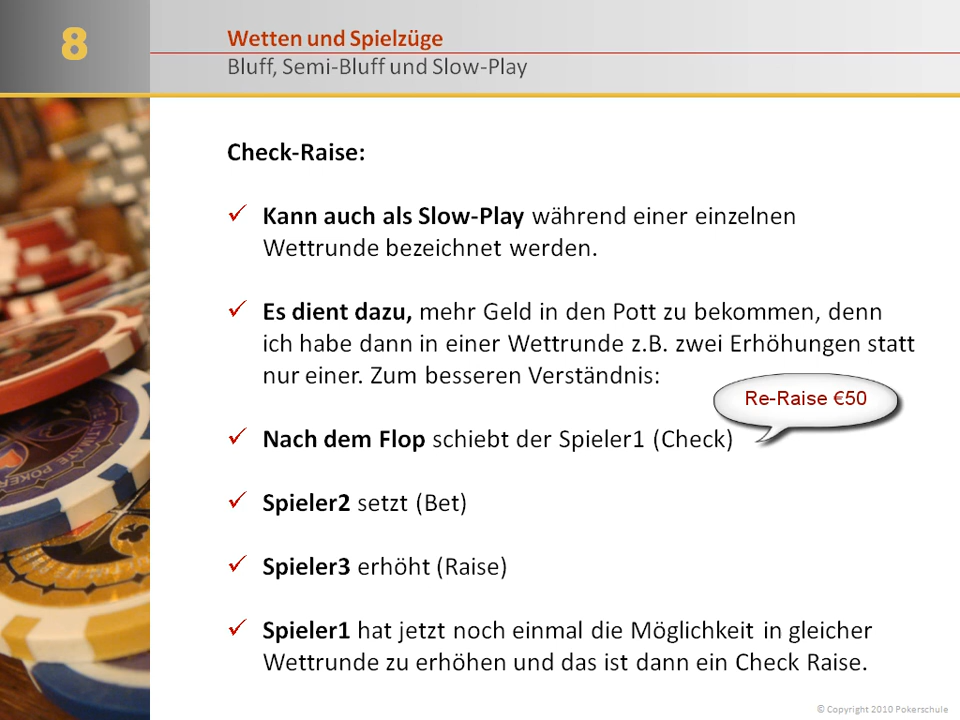 8
Wetten und Spielzüge
Bluff, Semi-Bluff und Slow-Play
Check-Raise:
Kann auch als Slow-Play während einer einzelnen
Wettrunde bezeichnet werden.
Es dient dazu, mehr Geld in den Pott zu bekommen, denn
ich habe dann in einer Wettrunde z.B. zwei Erhöhungen statt
nur einer. Zum besseren Verständnis:
Re-Raise €50
Nach dem Flop schiebt der Spieler1 (Check)
Spieler2 setzt (Bet)
Spieler3 erhöht (Raise)
Spieler1 hat jetzt noch einmal die Möglichkeit in gleicher
Wettrunde zu erhöhen und das ist dann ein Check Raise.
© Copyright 2010 Pokerschule